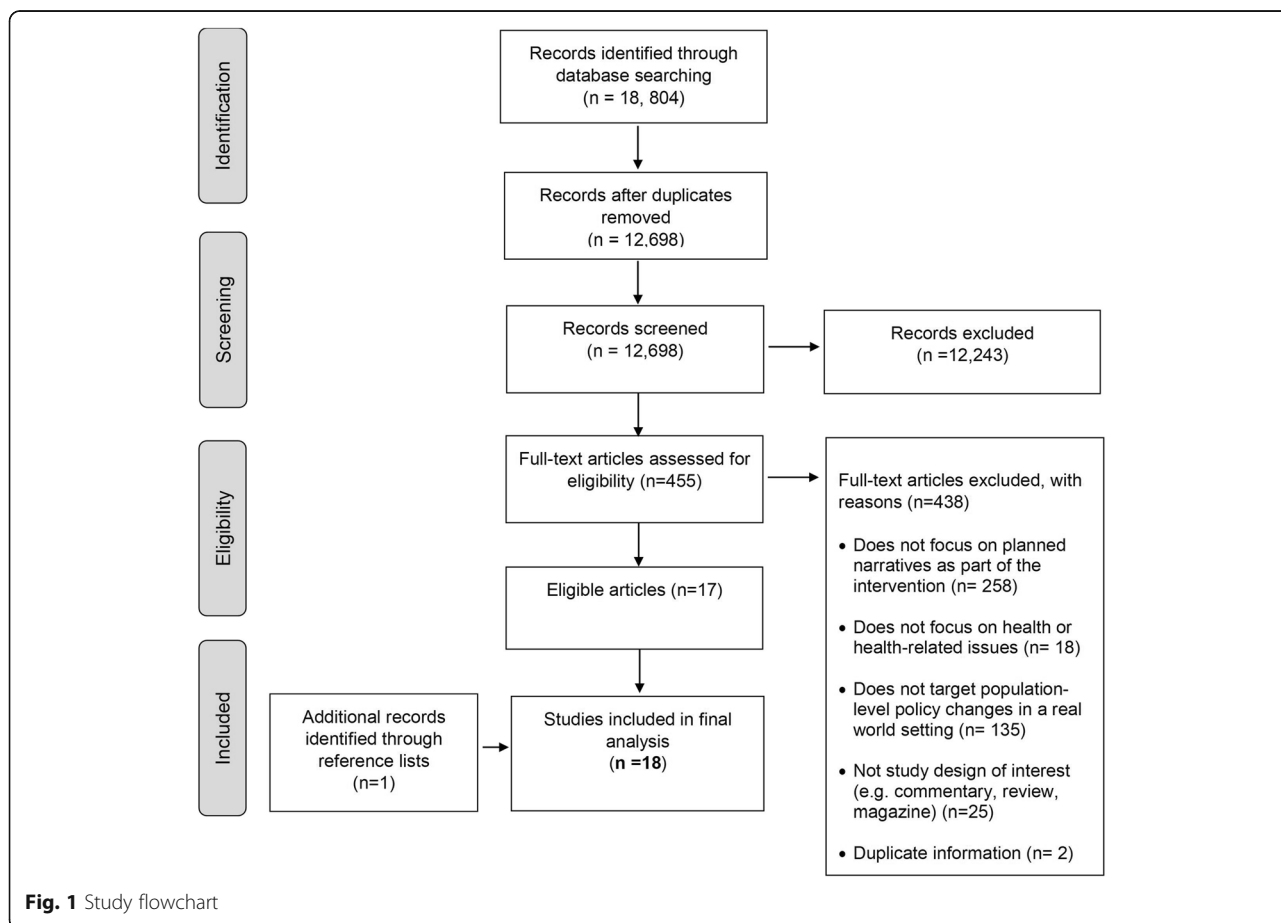 Identification
Records identified through
database searching
(n = 18, 804)
Records after duplicates
removed
(n = 12,698)
Screening
Records screened
(n = 12,698)
Records excluded
(n =12,243)
Eligibility
Full-text articles assessed for
eligibility (n=455)
Full-text articles excluded, with
reasons (n=438)
• Does not focus on planned
narratives as part of the
intervention (n= 258)
• Does not focus on health or
health-related issues (n= 18)
• Does not target population-
level policy changes in a real
world setting (n= 135)
• Not study design of interest
(e.g. commentary, review,
magazine) (n=25)
• Duplicate information (n= 2)
Eligible articles (n=17)
Included
Additional records
identified through
reference lists
(n=1)
Studies included in final
analysis
(n =18)
Fig. 1 Study flowchart